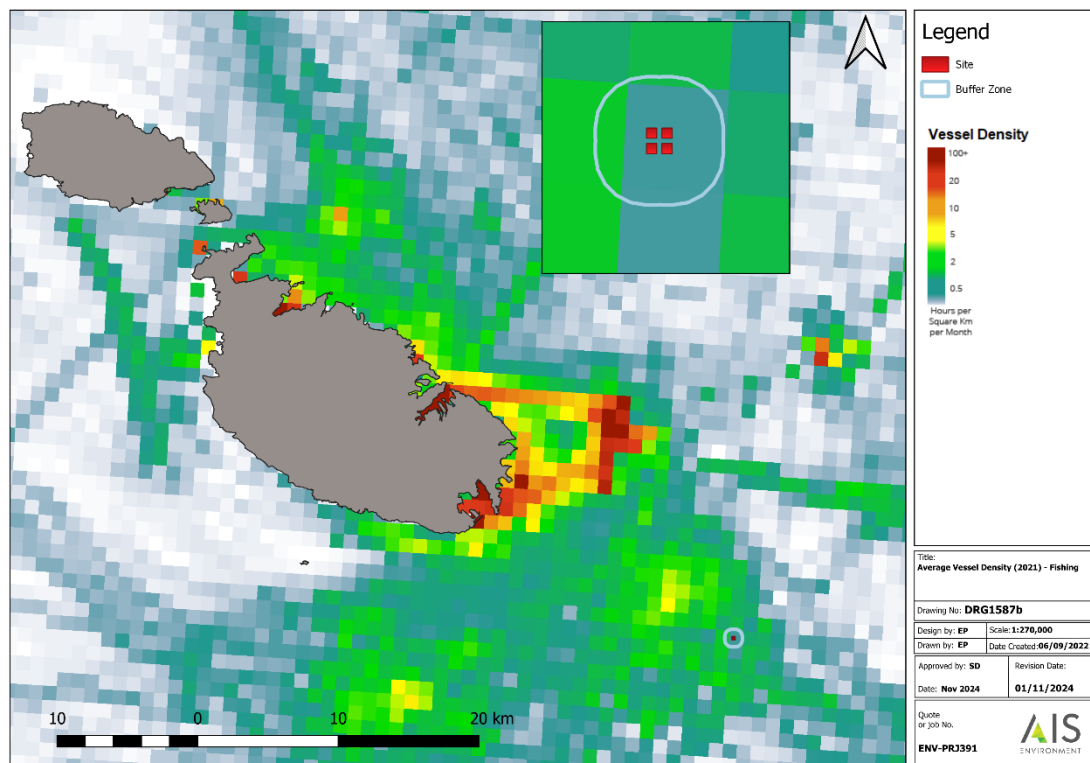 Legend
Site
Buffer Zone
Vessel Density
100+
20
10
5
2
0.5
Hours per
Square Km
per Month
10 0 10 20 km
Title:
Average Vessel Density (2021) - Fishing
Drawing No: DRG1587b
Design by: EP Scale: 1:270,000
Drawn by: EP Date Created:06/09/2022
Approved by: SD Revision Date:
Date: Nov 2024 01/11/2024
Quote
or Job No.
ENV-PRJ391
AIS
ENVIRONMENT